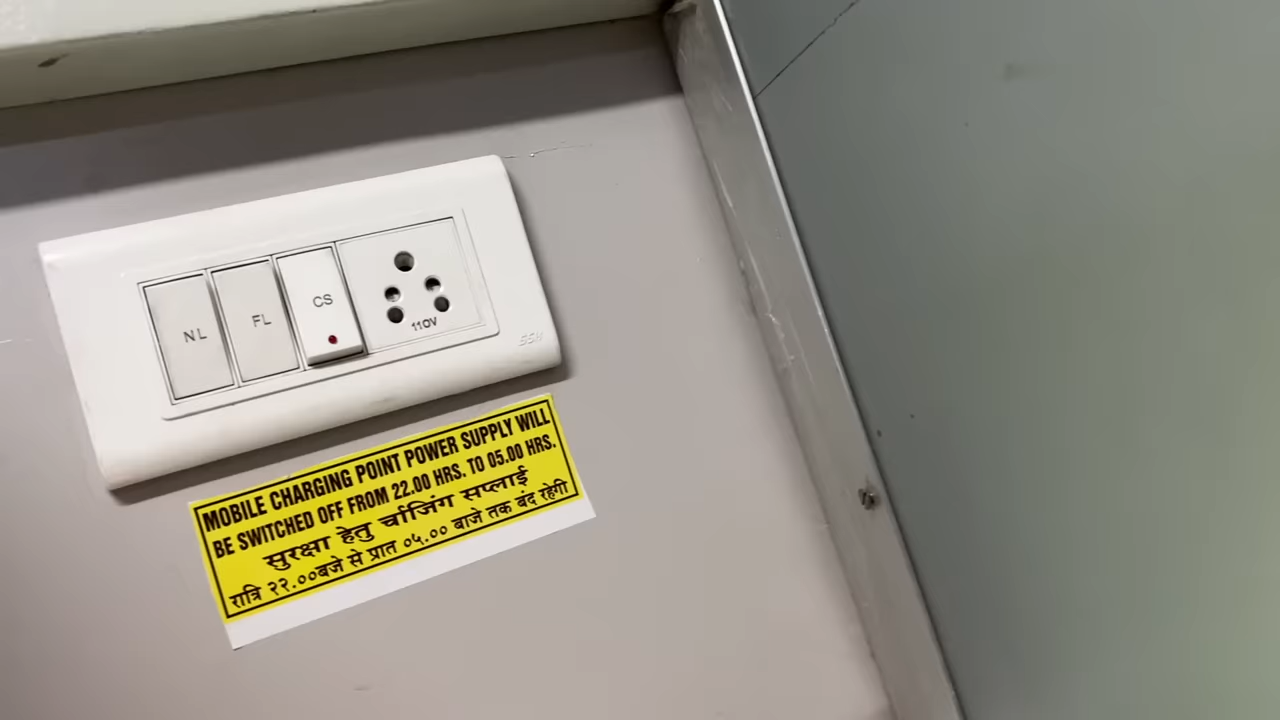 NL
FL
CS
110V
SSK
MOBILE CHARGING POINT POWER SUPPLY WILL
BE SWITCHED OFF FROM 22.00 HRS. TO 05.00 HRS.
सुरक्षा हेतु र्चाजिंग सप्लाई
रात्रि २२.००बजे से प्रात ०५.०० बाजे तक बंद रहेगी